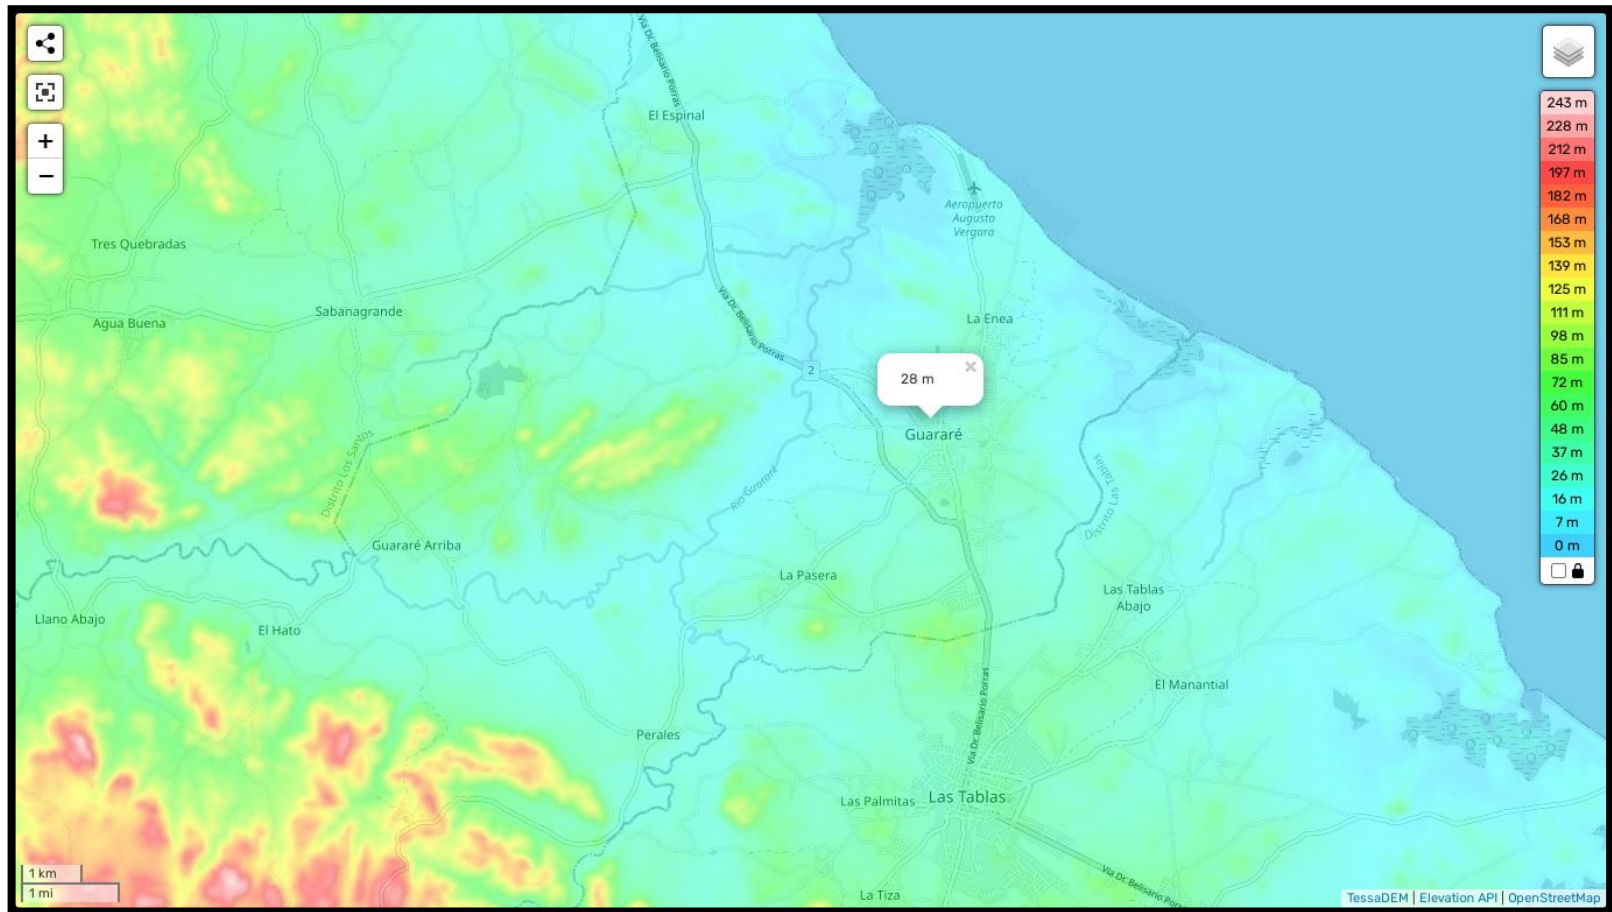 Vía Dr. Belisario Porras
El Espinal
Aeropuerto
Augusto
Vergara
Tres Quebradas
Sabanagrande
Agua Buena
La Enea
Vía Dr. Belisario Porras
2
28 m
×
Guararé
Distrito Los Santos
Río Guararé
Distrito Las Tablas
Guararé Arriba
La Pasera
Las Tablas
Abajo
Llano Abajo
El Hato
El Manantial
Vía Dr. Belisario Porras
Perales
Las Palmitas
Las Tablas
Vía Dr. Belisario Porras
La Tiza
+
−
243 m
228 m
212 m
197 m
182 m
168 m
153 m
139 m
125 m
111 m
98 m
85 m
72 m
60 m
48 m
37 m
26 m
16 m
7 m
0 m
1 km
1 mi
TessaDEM | Elevation API | OpenStreetMap